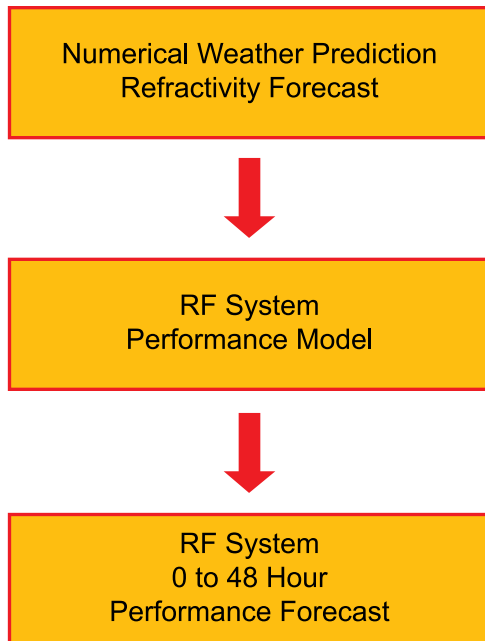 Numerical Weather Prediction
Refractivity Forecast
RF System
Performance Model
RF System
0 to 48 Hour
Performance Forecast